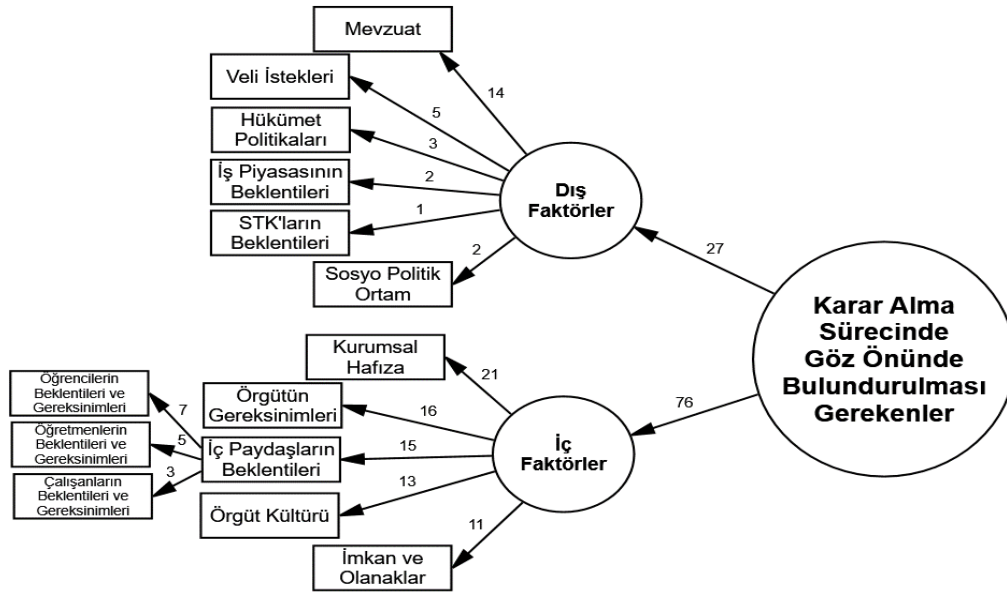 Mevzuat
14
Veli İstekleri
5
Hükümet
Politikaları
3
İş Piyasasının
Beklentileri
2
STK'ların
Beklentileri
1
Sosyo Politik
Ortam
2
Dış
Faktörler
27
Karar Alma
Sürecinde
Göz Önünde
Bulundurulması
Gerekenler
76
İç
Faktörler
Kurumsal
Hafıza
21
Örgütün
Gereksinimleri
16
İç Paydaşların
Beklentileri
15
Öğrencilerin
Beklentileri ve
Gereksinimleri
7
Öğretmenlerin
Beklentileri ve
Gereksinimleri
5
Çalışanların
Beklentileri ve
Gereksinimleri
3
Örgüt Kültürü
13
İmkan ve
Olanaklar
11